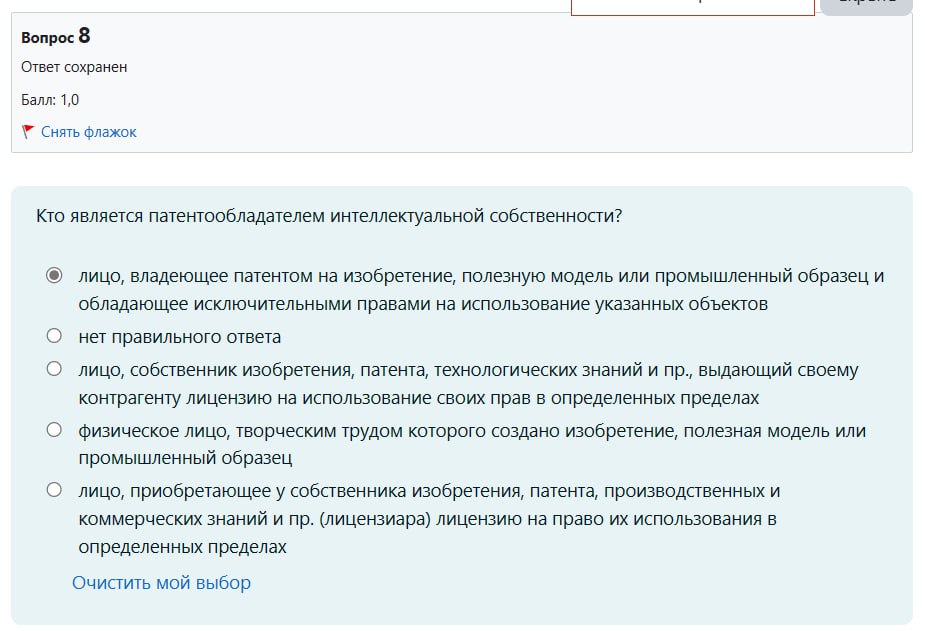 Вопрос 8
Ответ сохранен
Балл: 1,0
Снять флажок
Кто является патентообладателем интеллектуальной собственности?
лицо, владеющее патентом на изобретение, полезную модель или промышленный образец и
обладающее исключительными правами на использование указанных объектов
нет правильного ответа
лицо, собственник изобретения, патента, технологических знаний и пр., выдающий своему
контрагенту лицензию на использование своих прав в определенных пределах
физическое лицо, творческим трудом которого создано изобретение, полезная модель или
промышленный образец
лицо, приобретающее у собственника изобретения, патента, производственных и
коммерческих знаний и пр. (лицензиара) лицензию на право их использования в
определенных пределах
Очистить мой выбор